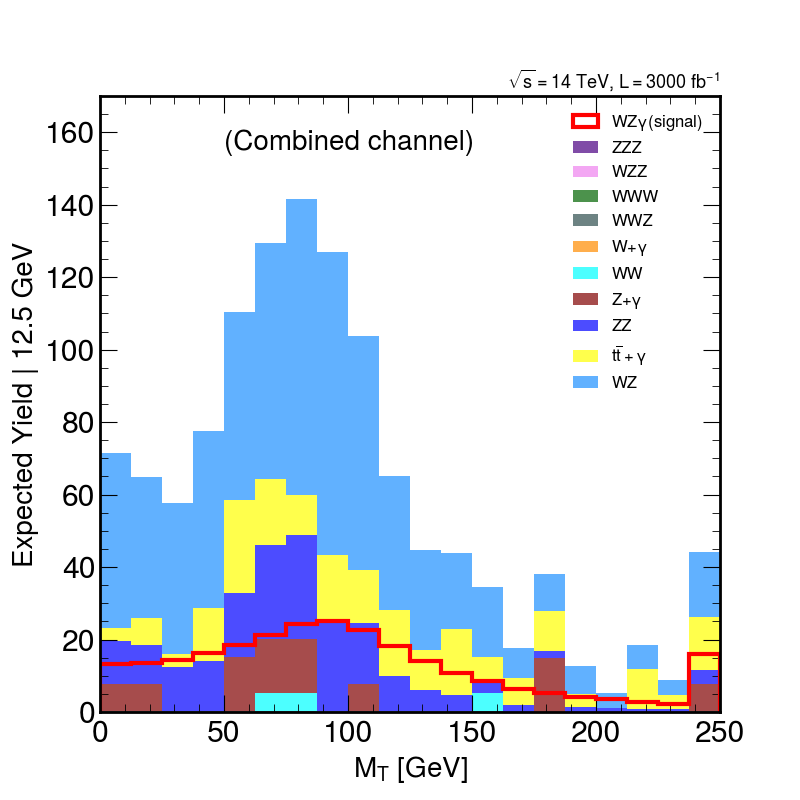 √s = 14 TeV, L = 3000 fb⁻¹
(Combined channel)
WZγ(signal)
ZZZ
WZZ
WWW
WWZ
W+γ
WW
Z+γ
ZZ
tt̄ + γ
WZ
Expected Yield | 12.5 GeV
160
140
120
100
80
60
40
20
0
0 50 100 150 200 250
M_T [GeV]